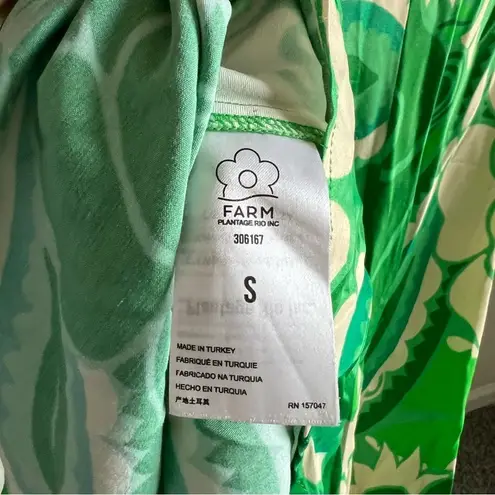 FARM
PLANTAGE RIO INC
306167
S
MADE IN TURKEY
FABRIQUÉ EN TURQUIE
FABRICADO NA TURQUIA
HECHO EN TURQUÍA
产地土耳其
RN 157047